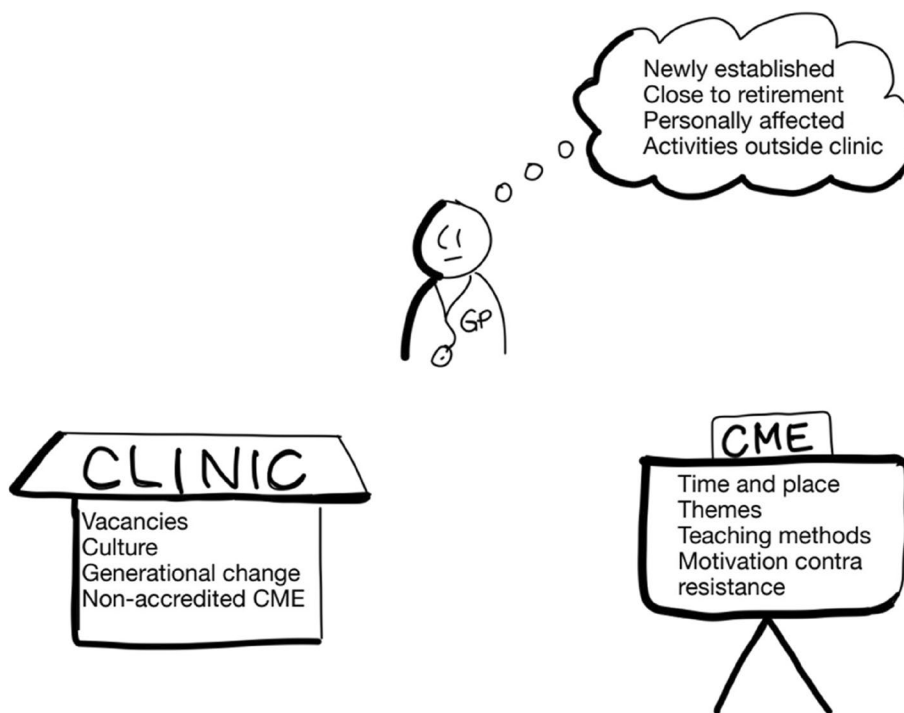 Newly established
Close to retirement
Personally affected
Activities outside clinic
GP
CLINIC
Vacancies
Culture
Generational change
Non-accredited CME
CME
Time and place
Themes
Teaching methods
Motivation contra
resistance